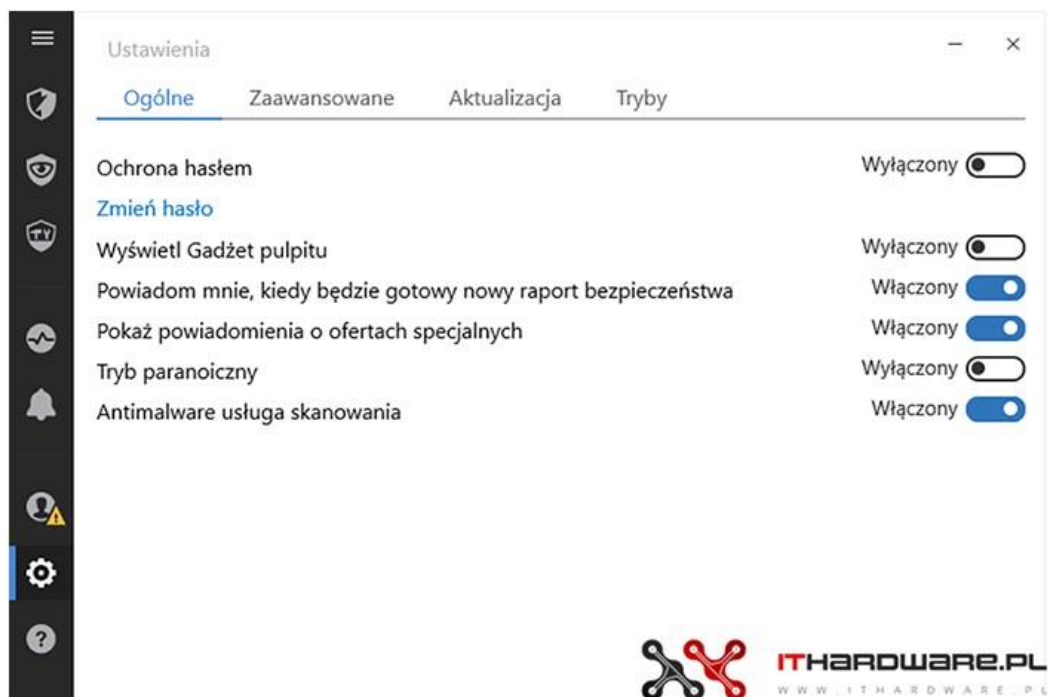 Ustawienia
Ogólne Zaawansowane Aktualizacja Tryby
Ochrona hasłem Wyłączony
Zmień hasło
Wyświetl Gadżet pulpitu Wyłączony
Powiadom mnie, kiedy będzie gotowy nowy raport bezpieczeństwa Włączony
Pokaż powiadomienia o ofertach specjalnych Włączony
Tryb paranoiczny Wyłączony
Antimalware usługa skanowania Włączony
ITHARDWARE.PL
WWW.ITHARDWARE.PL